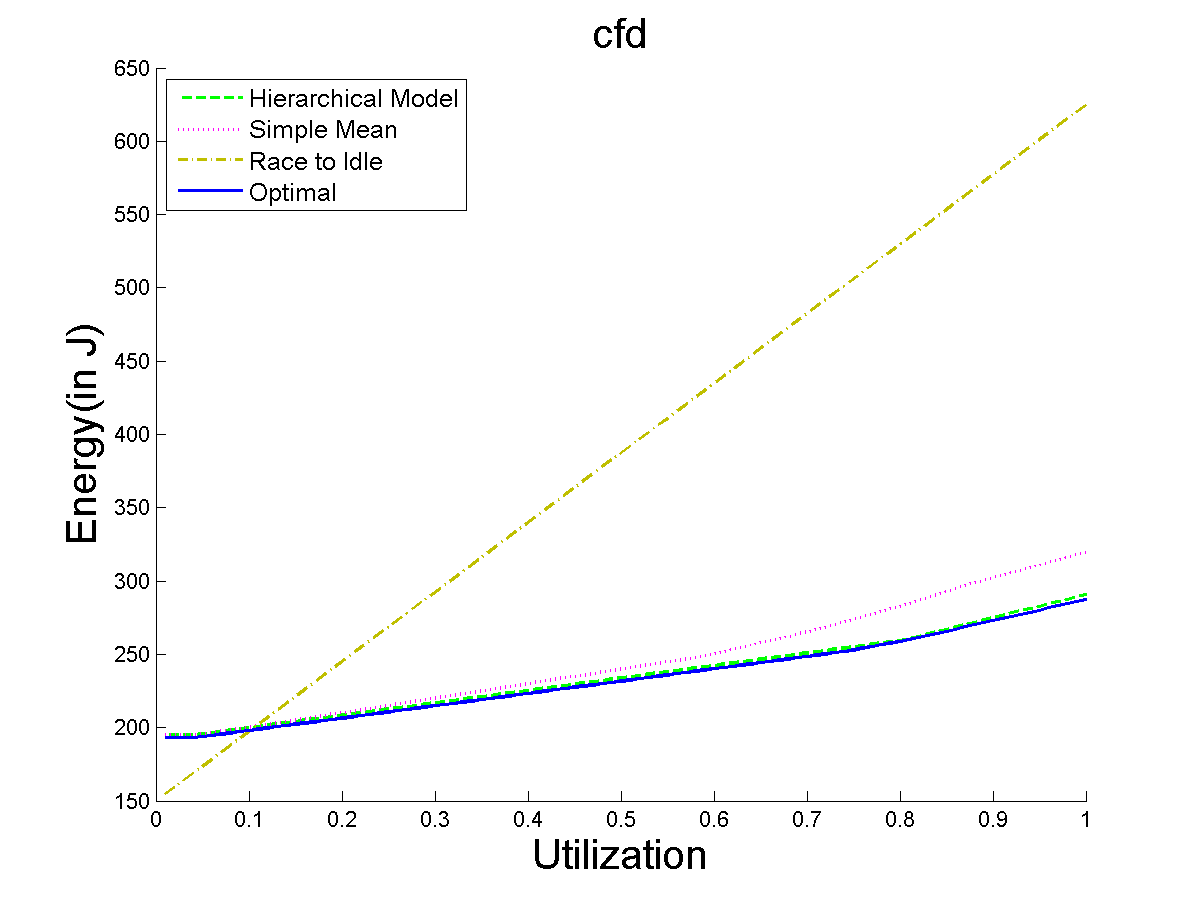 cfd
650
600
550
500
450
400
350
300
250
200
150
Energy(in J)
Hierarchical Model
Simple Mean
Race to Idle
Optimal
0 0.1 0.2 0.3 0.4 0.5 0.6 0.7 0.8 0.9 1
Utilization